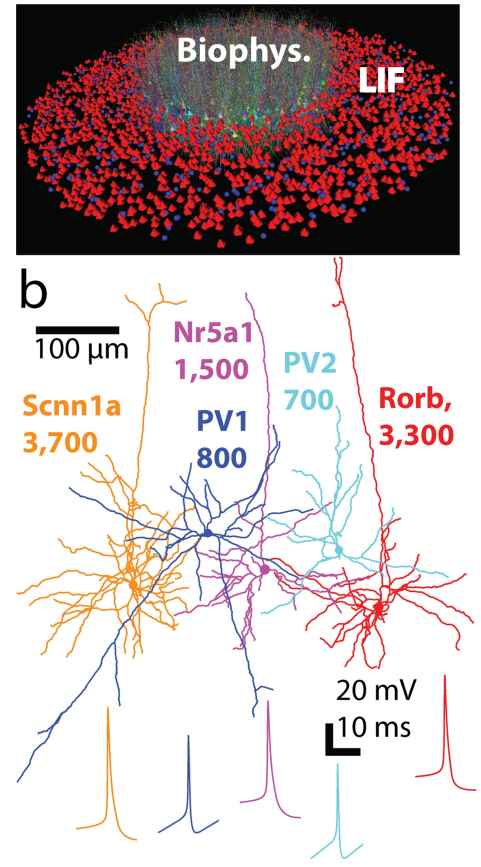 Biophys.
LIF
b
100 µm
Nr5a1
1,500
PV2
700
Scnn1a
3,700
PV1
800
Rorb,
3,300
20 mV
10 ms